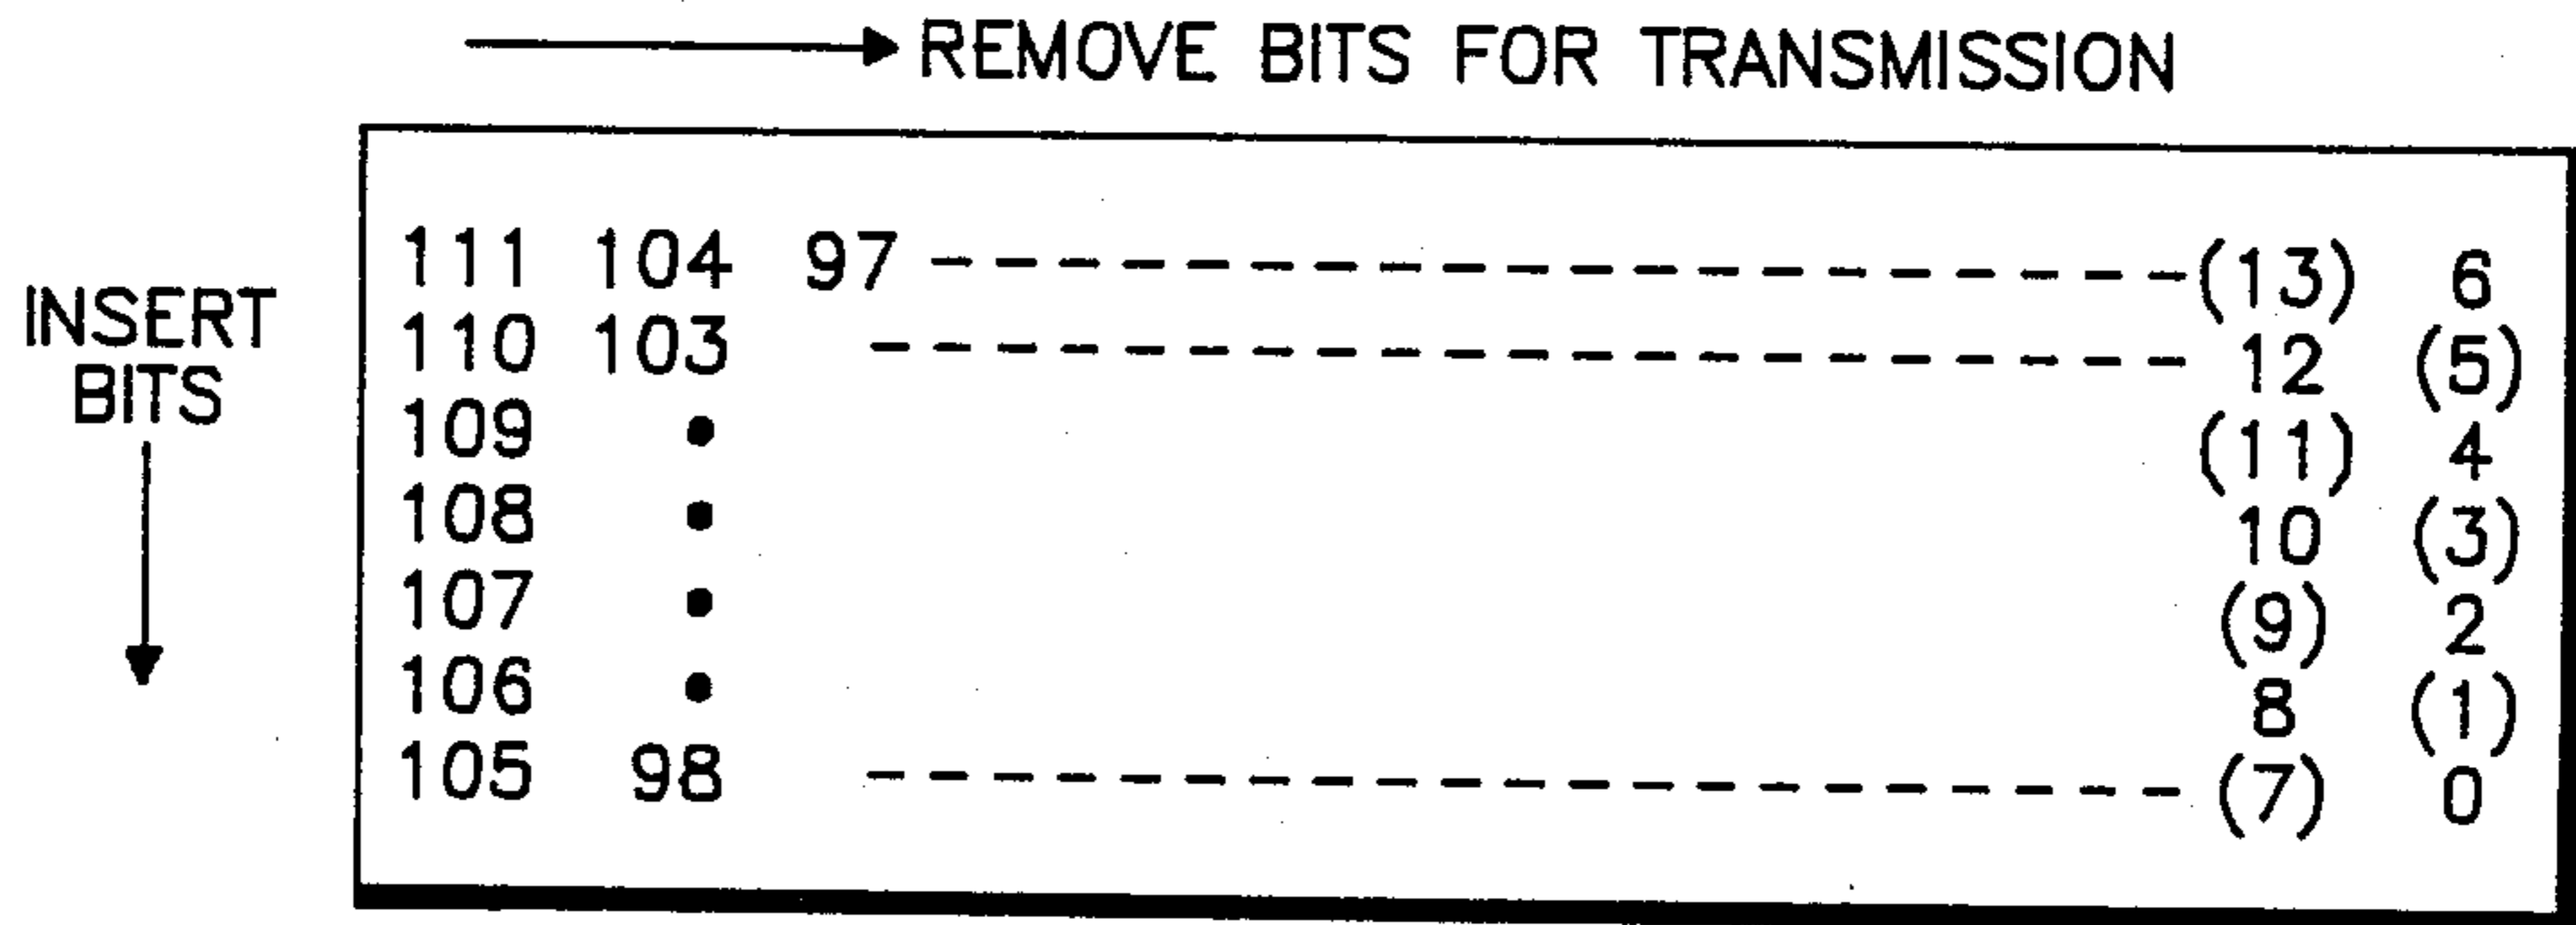 REMOVE BITS FOR TRANSMISSION
INSERT
BITS
111 104 97 - - - - - - - - - - - - - - - - - - - - (13) 6
110 103 - - - - - - - - - - - - - - - - - - - - - 12 (5)
109 • (11) 4
108 • 10 (3)
107 • (9) 2
106 • 8 (1)
105 98 - - - - - - - - - - - - - - - - - - - - - (7) 0